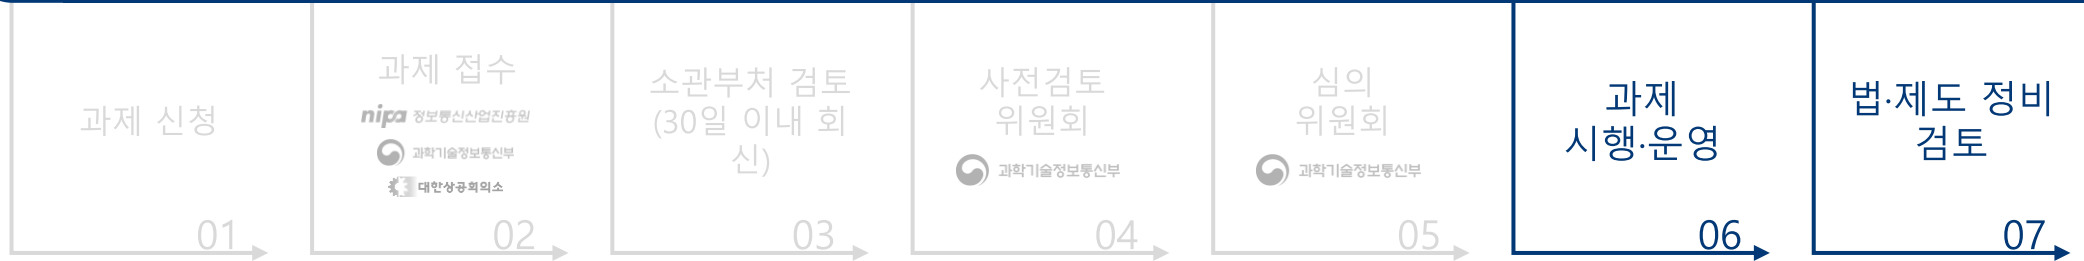 과제 신청
01
과제 접수
nipa 정보통신산업진흥원
과학기술정보통신부
대한상공회의소
02
소관부처 검토
(30일 이내 회
신)
03
사전검토
위원회
과학기술정보통신부
04
심의
위원회
과학기술정보통신부
05
과제
시행·운영
06
법·제도 정비
검토
07